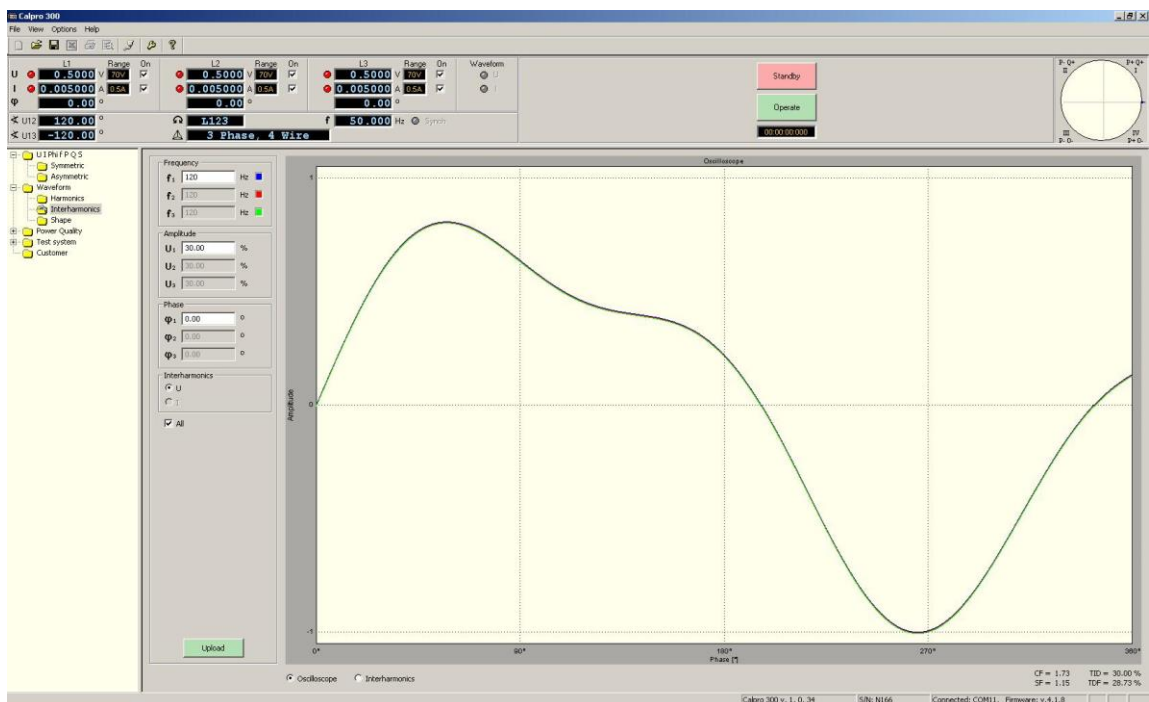 Calpro 300
File View Options Help
L1 Range On L2 Range On L3 Range On Waveform
U 0.5000 V 70V 0.5000 V 70V 0.5000 V 70V U
I 0.005000 A 0.5A 0.005000 A 0.5A 0.005000 A 0.5A I
φ 0.00 ° 0.00 ° 0.00 °
∢ U12 120.00 ° L123 f 50.000 Hz Synch
∢ U13 -120.00 ° 3 Phase, 4 Wire
Standby
Operate
00:00:00:000
P- Q+ P+ Q+
II I
III IV
P- Q- P+ Q-
U I Phi f P Q S
Symmetric
Asymmetric
Waveform
Harmonics
Interharmonics
Shape
Power Quality
Test system
Customer
Frequency
f1 120 Hz
f2 120 Hz
f3 120 Hz
Amplitude
U1 30.00 %
U2 30.00 %
U3 30.00 %
Phase
φ1 0.00 °
φ2 0.00 °
φ3 0.00 °
Interharmonics
U
I
All
Upload
Oscilloscope
1
0
-1
Amplitude
0° 90° 180° 270° 360°
Phase [°]
Oscilloscope Interharmonics
CF = 1.73 TID = 30.00 %
SF = 1.15 TDF = 28.73 %
Calpro 300 v. 1. 0. 34 S/N: N166 Connected: COM11, Firmware: v.4.1.8